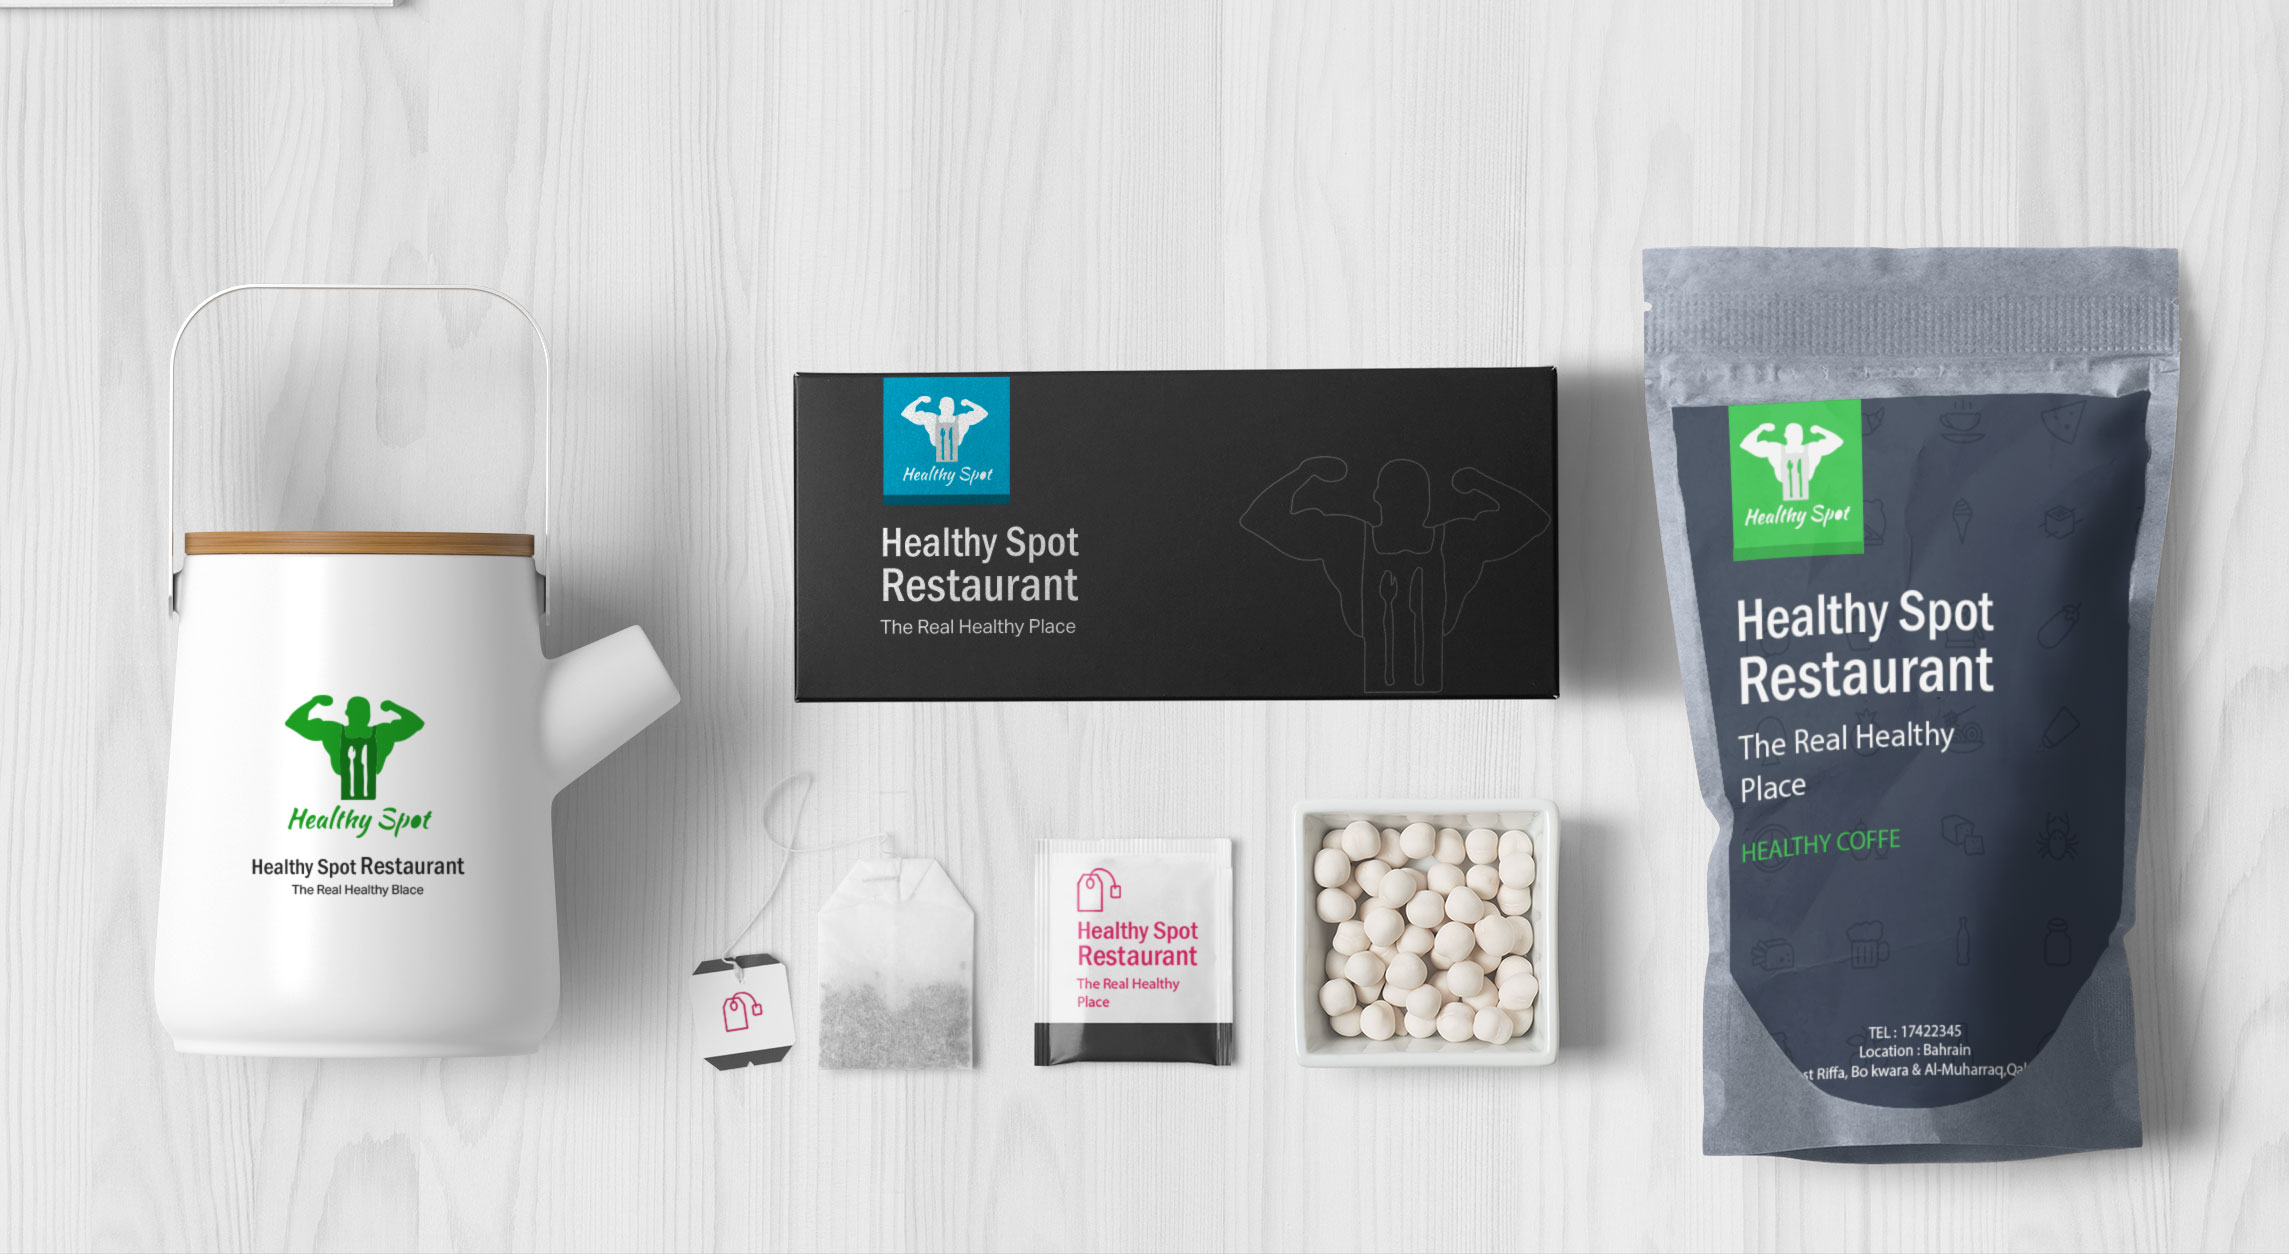 Healthy Spot
Healthy Spot Restaurant
The Real Healthy Blace
Healthy Spot
Healthy Spot
Restaurant
The Real Healthy Place
Healthy Spot
Restaurant
The Real Healthy
Place
Healthy Spot
Healthy Spot
Restaurant
The Real Healthy
Place
HEALTHY COFFE
TEL : 17422345
Location : Bahrain
Riffa, Bo kwara & Al-Muharraq,